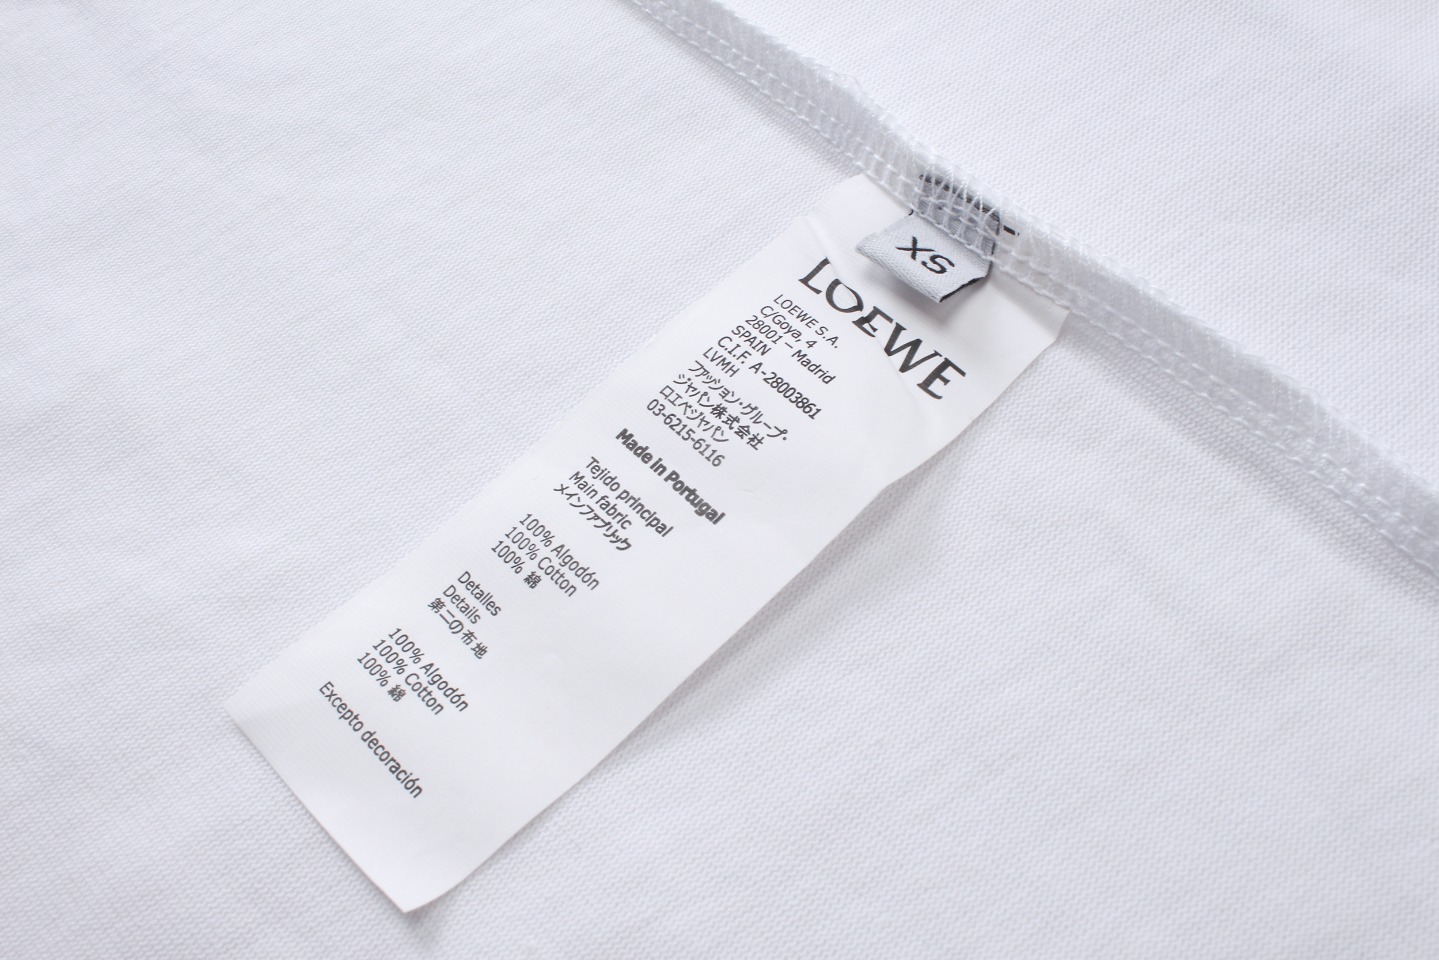 XS
LOEWE
LOEWE S.A.
C/Goya, 4
28001 – Madrid
SPAIN
C.I.F. A-28003861
LVMH
ファッション・グループ・
ジャパン株式会社
ロエベジャパン
03-6215-6116
Made in Portugal
Tejido principal
Main fabric
メインファブリック
100% Algodón
100% Cotton
100% 綿
Detalles
Details
第二の布地
100% Algodón
100% Cotton
100% 綿
Excepto decoración